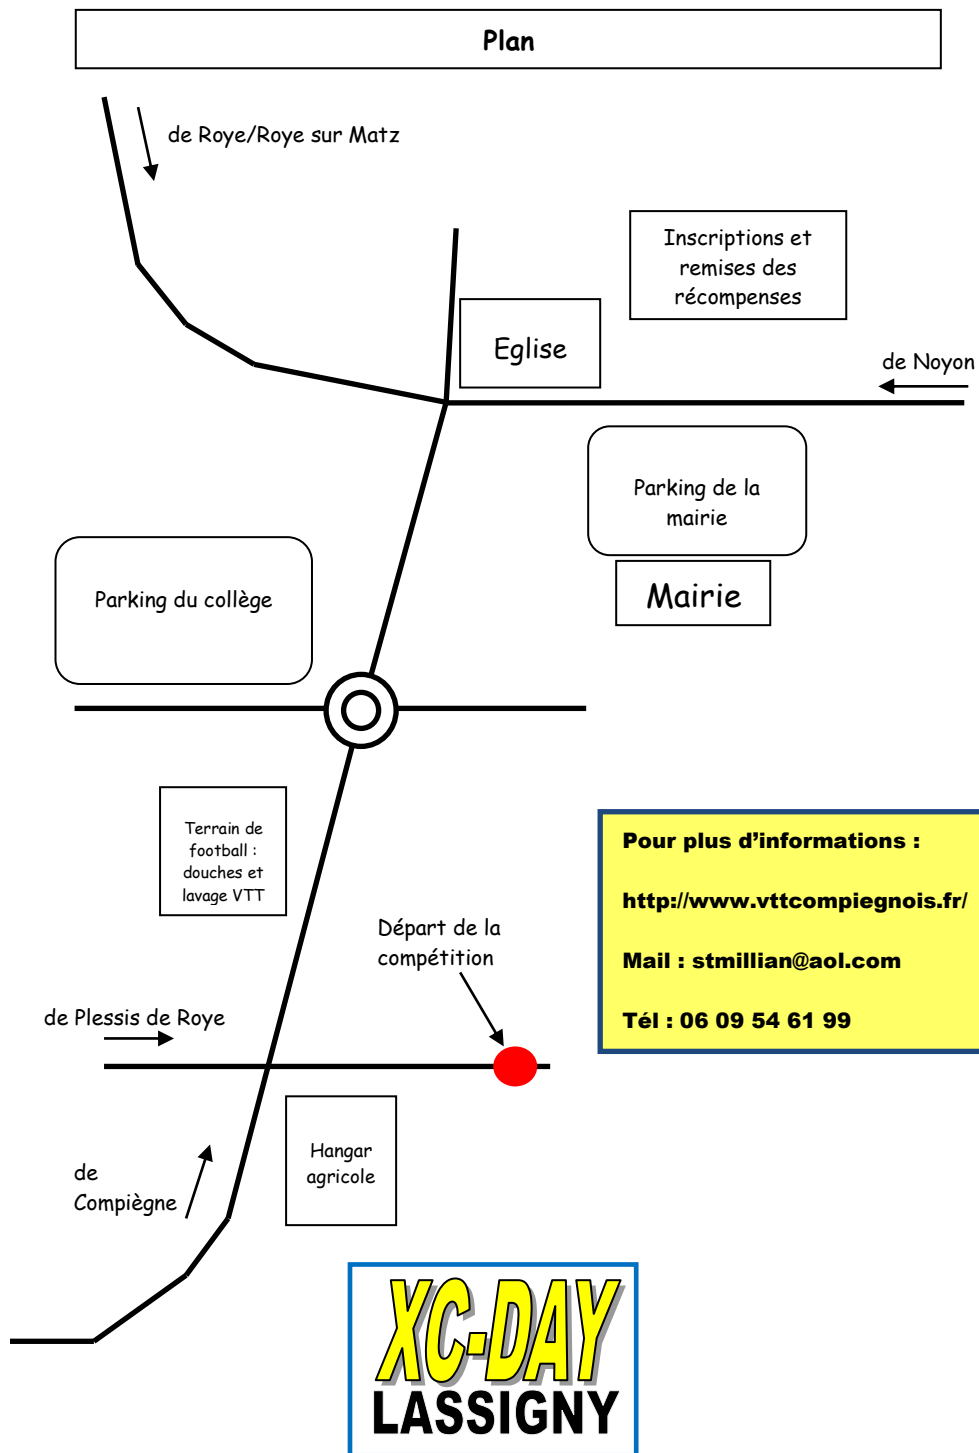 Plan
de Roye/Roye sur Matz
Inscriptions et
remises des
récompenses
Eglise
de Noyon
Parking de la
mairie
Mairie
Parking du collège
Terrain de
football :
douches et
lavage VTT
Pour plus d’informations :
http://www.vttcompiegnois.fr/
Mail : stmillian@aol.com
Tél : 06 09 54 61 99
Départ de la
compétition
de Plessis de Roye
Hangar
agricole
de
Compiègne
XC-DAY
LASSIGNY